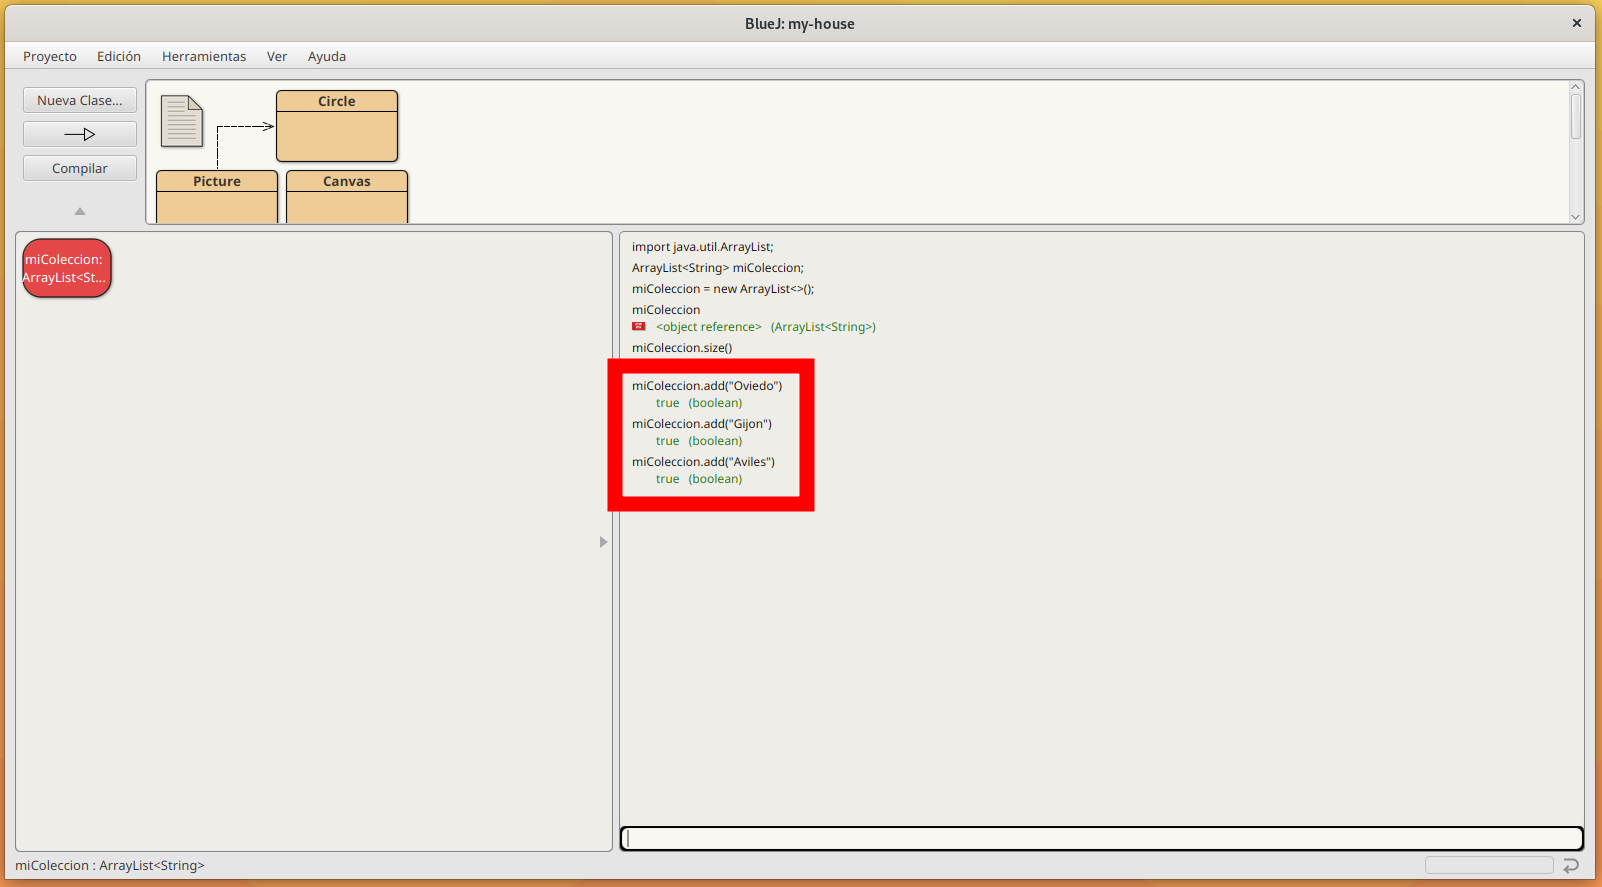 BlueJ: my-house
Proyecto Edición Herramientas Ver Ayuda
Nueva Clase...
Compilar
Circle
Picture
Canvas
miColeccion:
ArrayList<St...
import java.util.ArrayList;
ArrayList<String> miColeccion;
miColeccion = new ArrayList<>();
miColeccion
<object reference> (ArrayList<String>)
miColeccion.size()
miColeccion.add("Oviedo")
true (boolean)
miColeccion.add("Gijon")
true (boolean)
miColeccion.add("Aviles")
true (boolean)
miColeccion : ArrayList<String>